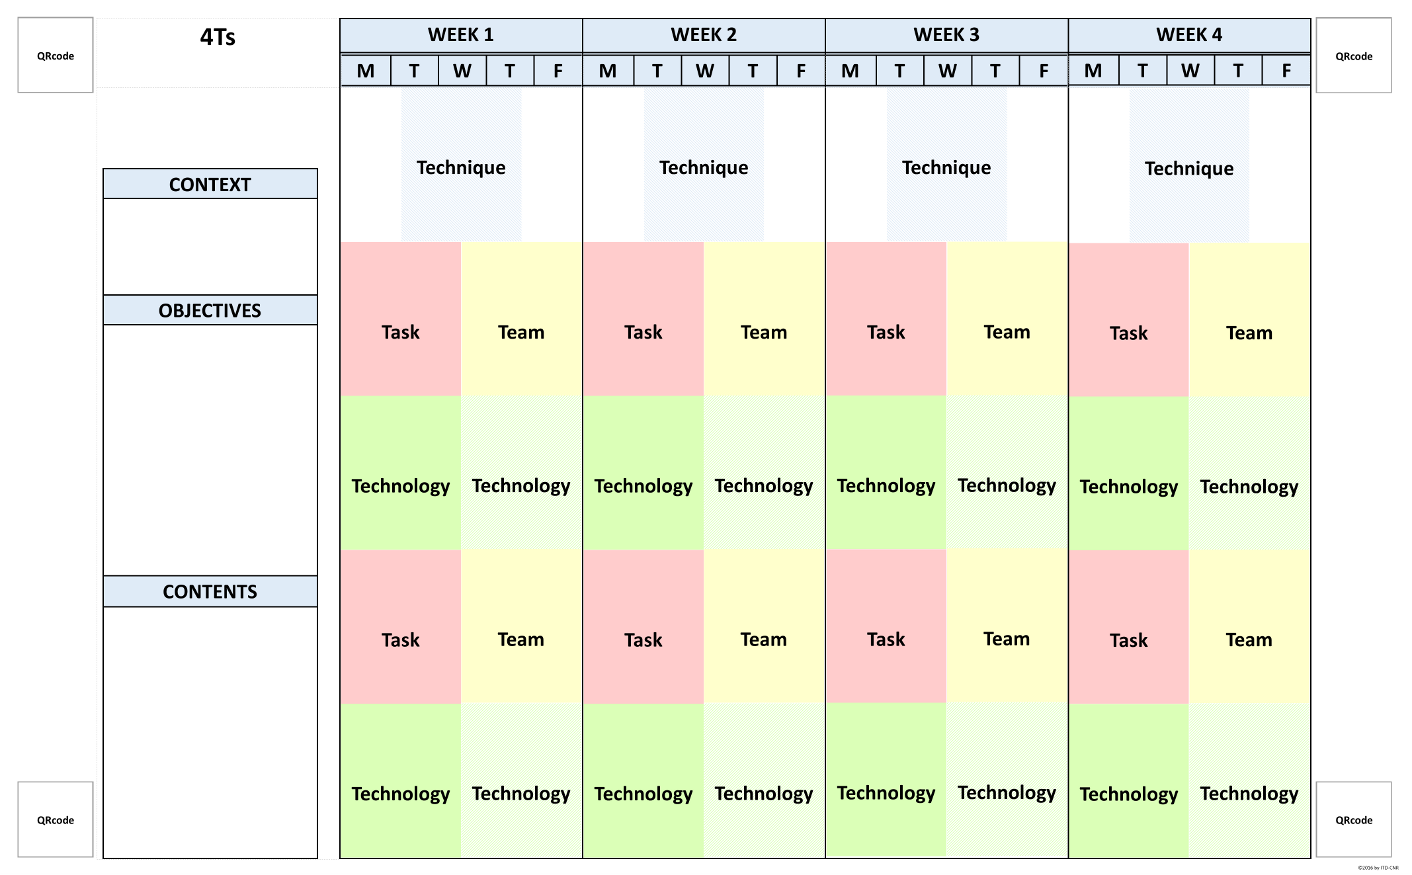 QRcode
4Ts
WEEK 1 WEEK 2 WEEK 3 WEEK 4
QRcode
M T W T F M T W T F M T W T F M T W T F
Technique Technique Technique Technique
CONTEXT
OBJECTIVES
Task Team Task Team Task Team Task Team
Technology Technology Technology Technology Technology Technology Technology Technology
CONTENTS
Task Team Task Team Task Team Task Team
Technology Technology Technology Technology Technology Technology Technology Technology
QRcode
QRcode
©2016 by ITD-CNR